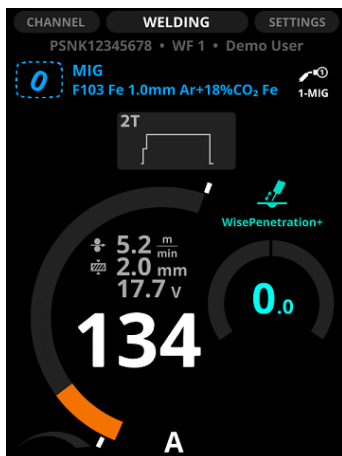 CHANNEL WELDING SETTINGS
PSNK12345678 • WF 1 • Demo User
0 MIG
F103 Fe 1.0mm Ar+18%CO₂ Fe
1
1-MIG
2T
WisePenetration+
5.2 m/min
2.0 mm
17.7 V
0.0
134
A